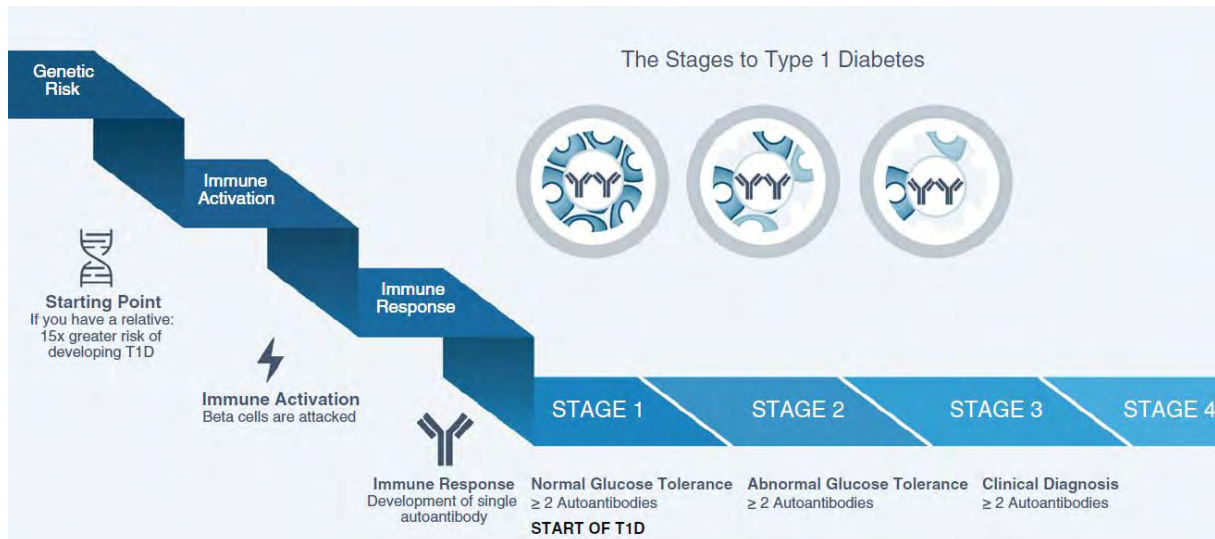 The Stages to Type 1 Diabetes
Genetic
Risk
Immune
Activation
Immune
Response
Starting Point
If you have a relative:
15x greater risk of
developing T1D
Immune Activation
Beta cells are attacked
Immune Response
Development of single
autoantibody
STAGE 1
STAGE 2
STAGE 3
STAGE 4
Normal Glucose Tolerance
≥ 2 Autoantibodies
START OF T1D
Abnormal Glucose Tolerance
≥ 2 Autoantibodies
Clinical Diagnosis
≥ 2 Autoantibodies